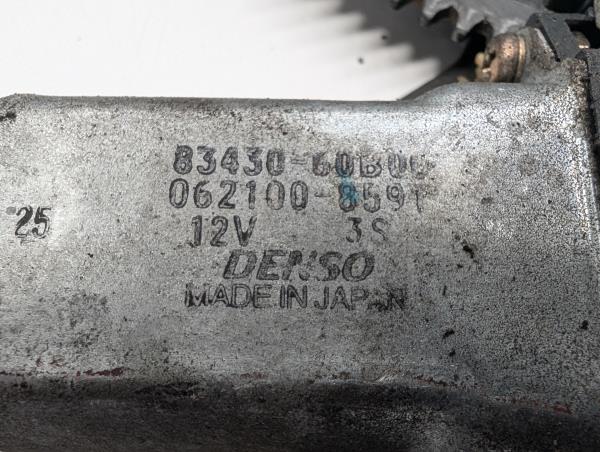 83430-60B00
062100-8591
25
12V 3S
DENSO
MADE IN JAPAN